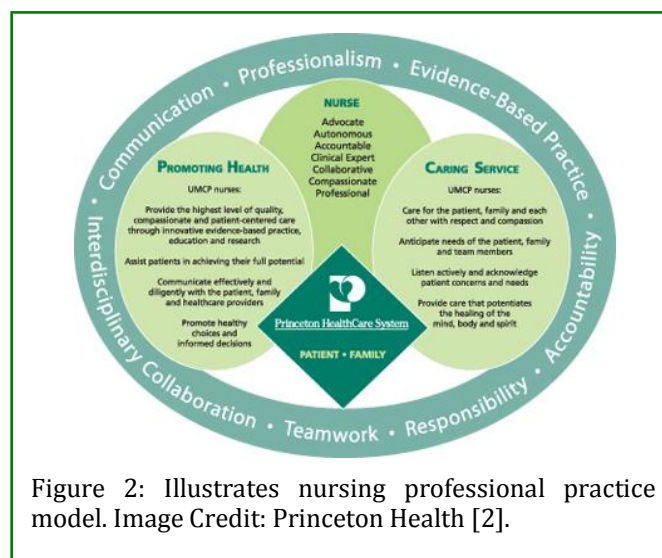 Communication • Professionalism • Evidence-Based Practice •
Accountability •
Responsibility •
Teamwork •
Interdisciplinary Collaboration •
NURSE
Advocate
Autonomous
Accountable
Clinical Expert
Collaborative
Compassionate
Professional
PROMOTING HEALTH
UMCP nurses:
Provide the highest level of quality,
compassionate and patient-centered care
through innovative evidence-based practice,
education and research
Assist patients in achieving their full potential
Communicate effectively and
diligently with the patient, family
and healthcare providers
Promote healthy
choices and
informed decisions
CARING SERVICE
UMCP nurses:
Care for the patient, family and each
other with respect and compassion
Anticipate needs of the patient, family
and team members
Listen actively and acknowledge
patient concerns and needs
Provide care that potentiates
the healing of the
mind, body and spirit
Princeton HealthCare System
PATIENT • FAMILY
Figure 2: Illustrates nursing professional practice
model. Image Credit: Princeton Health [2].